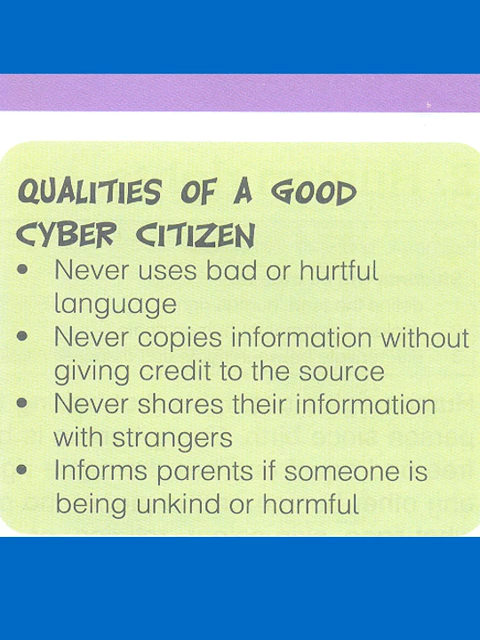 QUALITIES OF A GOOD
CYBER CITIZEN
• Never uses bad or hurtful
language
• Never copies information without
giving credit to the source
• Never shares their information
with strangers
• Informs parents if someone is
being unkind or harmful